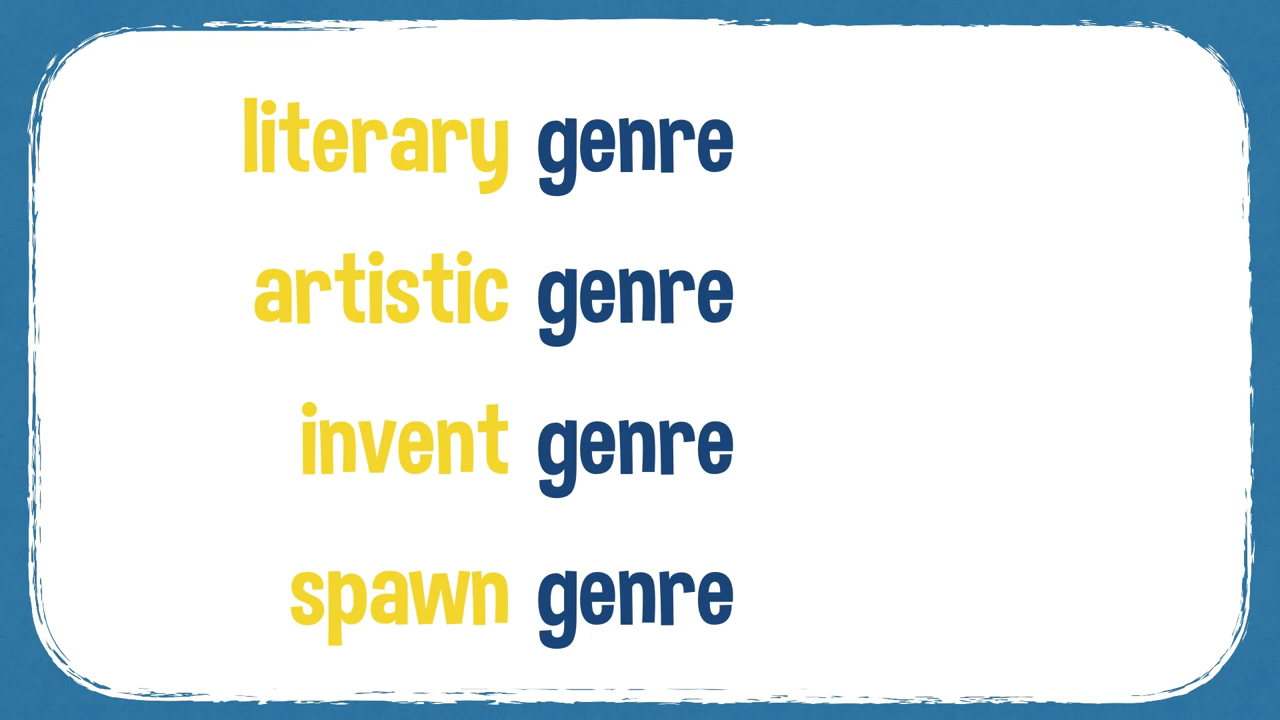 literary genre
artistic genre
invent genre
spawn genre